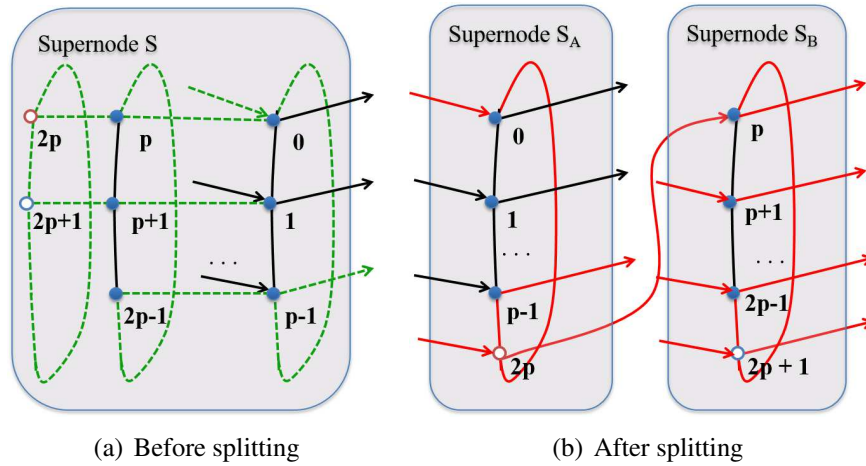 Supernode S
2p p 0
2p+1 p+1 1
. . .
2p-1 p-1
(a) Before splitting
Supernode S_A
0
1
. . .
p-1
2p
Supernode S_B
p
p+1
. . .
2p-1
2p + 1
(b) After splitting